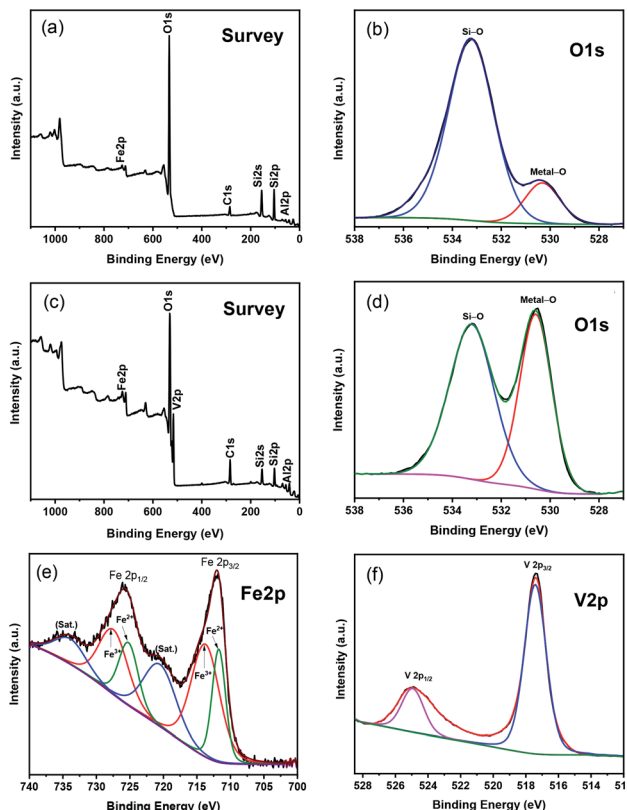 (a)
Survey
O1s
Fe2p
C1s
Si2s
Si2p
Al2p
Intensity (a.u.)
1000 800 600 400 200 0
Binding Energy (eV)
(b)
Si–O
O1s
Metal–O
Intensity (a.u.)
538 536 534 532 530 528
Binding Energy (eV)
(c)
Survey
O1s
V2p
Fe2p
C1s
Si2s
Si2p
Al2p
Intensity (a.u.)
1000 800 600 400 200 0
Binding Energy (eV)
(d)
Si–O
Metal–O
O1s
Intensity (a.u.)
538 536 534 532 530 528
Binding Energy (eV)
(e)
Fe 2p1/2
Fe 2p3/2
Fe2p
(Sat.)
Fe2+
(Sat.)
Fe2+
Fe3+
Fe3+
Intensity (a.u.)
740 735 730 725 720 715 710 705 700
Binding Energy (eV)
(f)
V 2p3/2
V2p
V 2p1/2
Intensity (a.u.)
528 526 524 522 520 518 516 514 512 51
Binding Energy (eV)